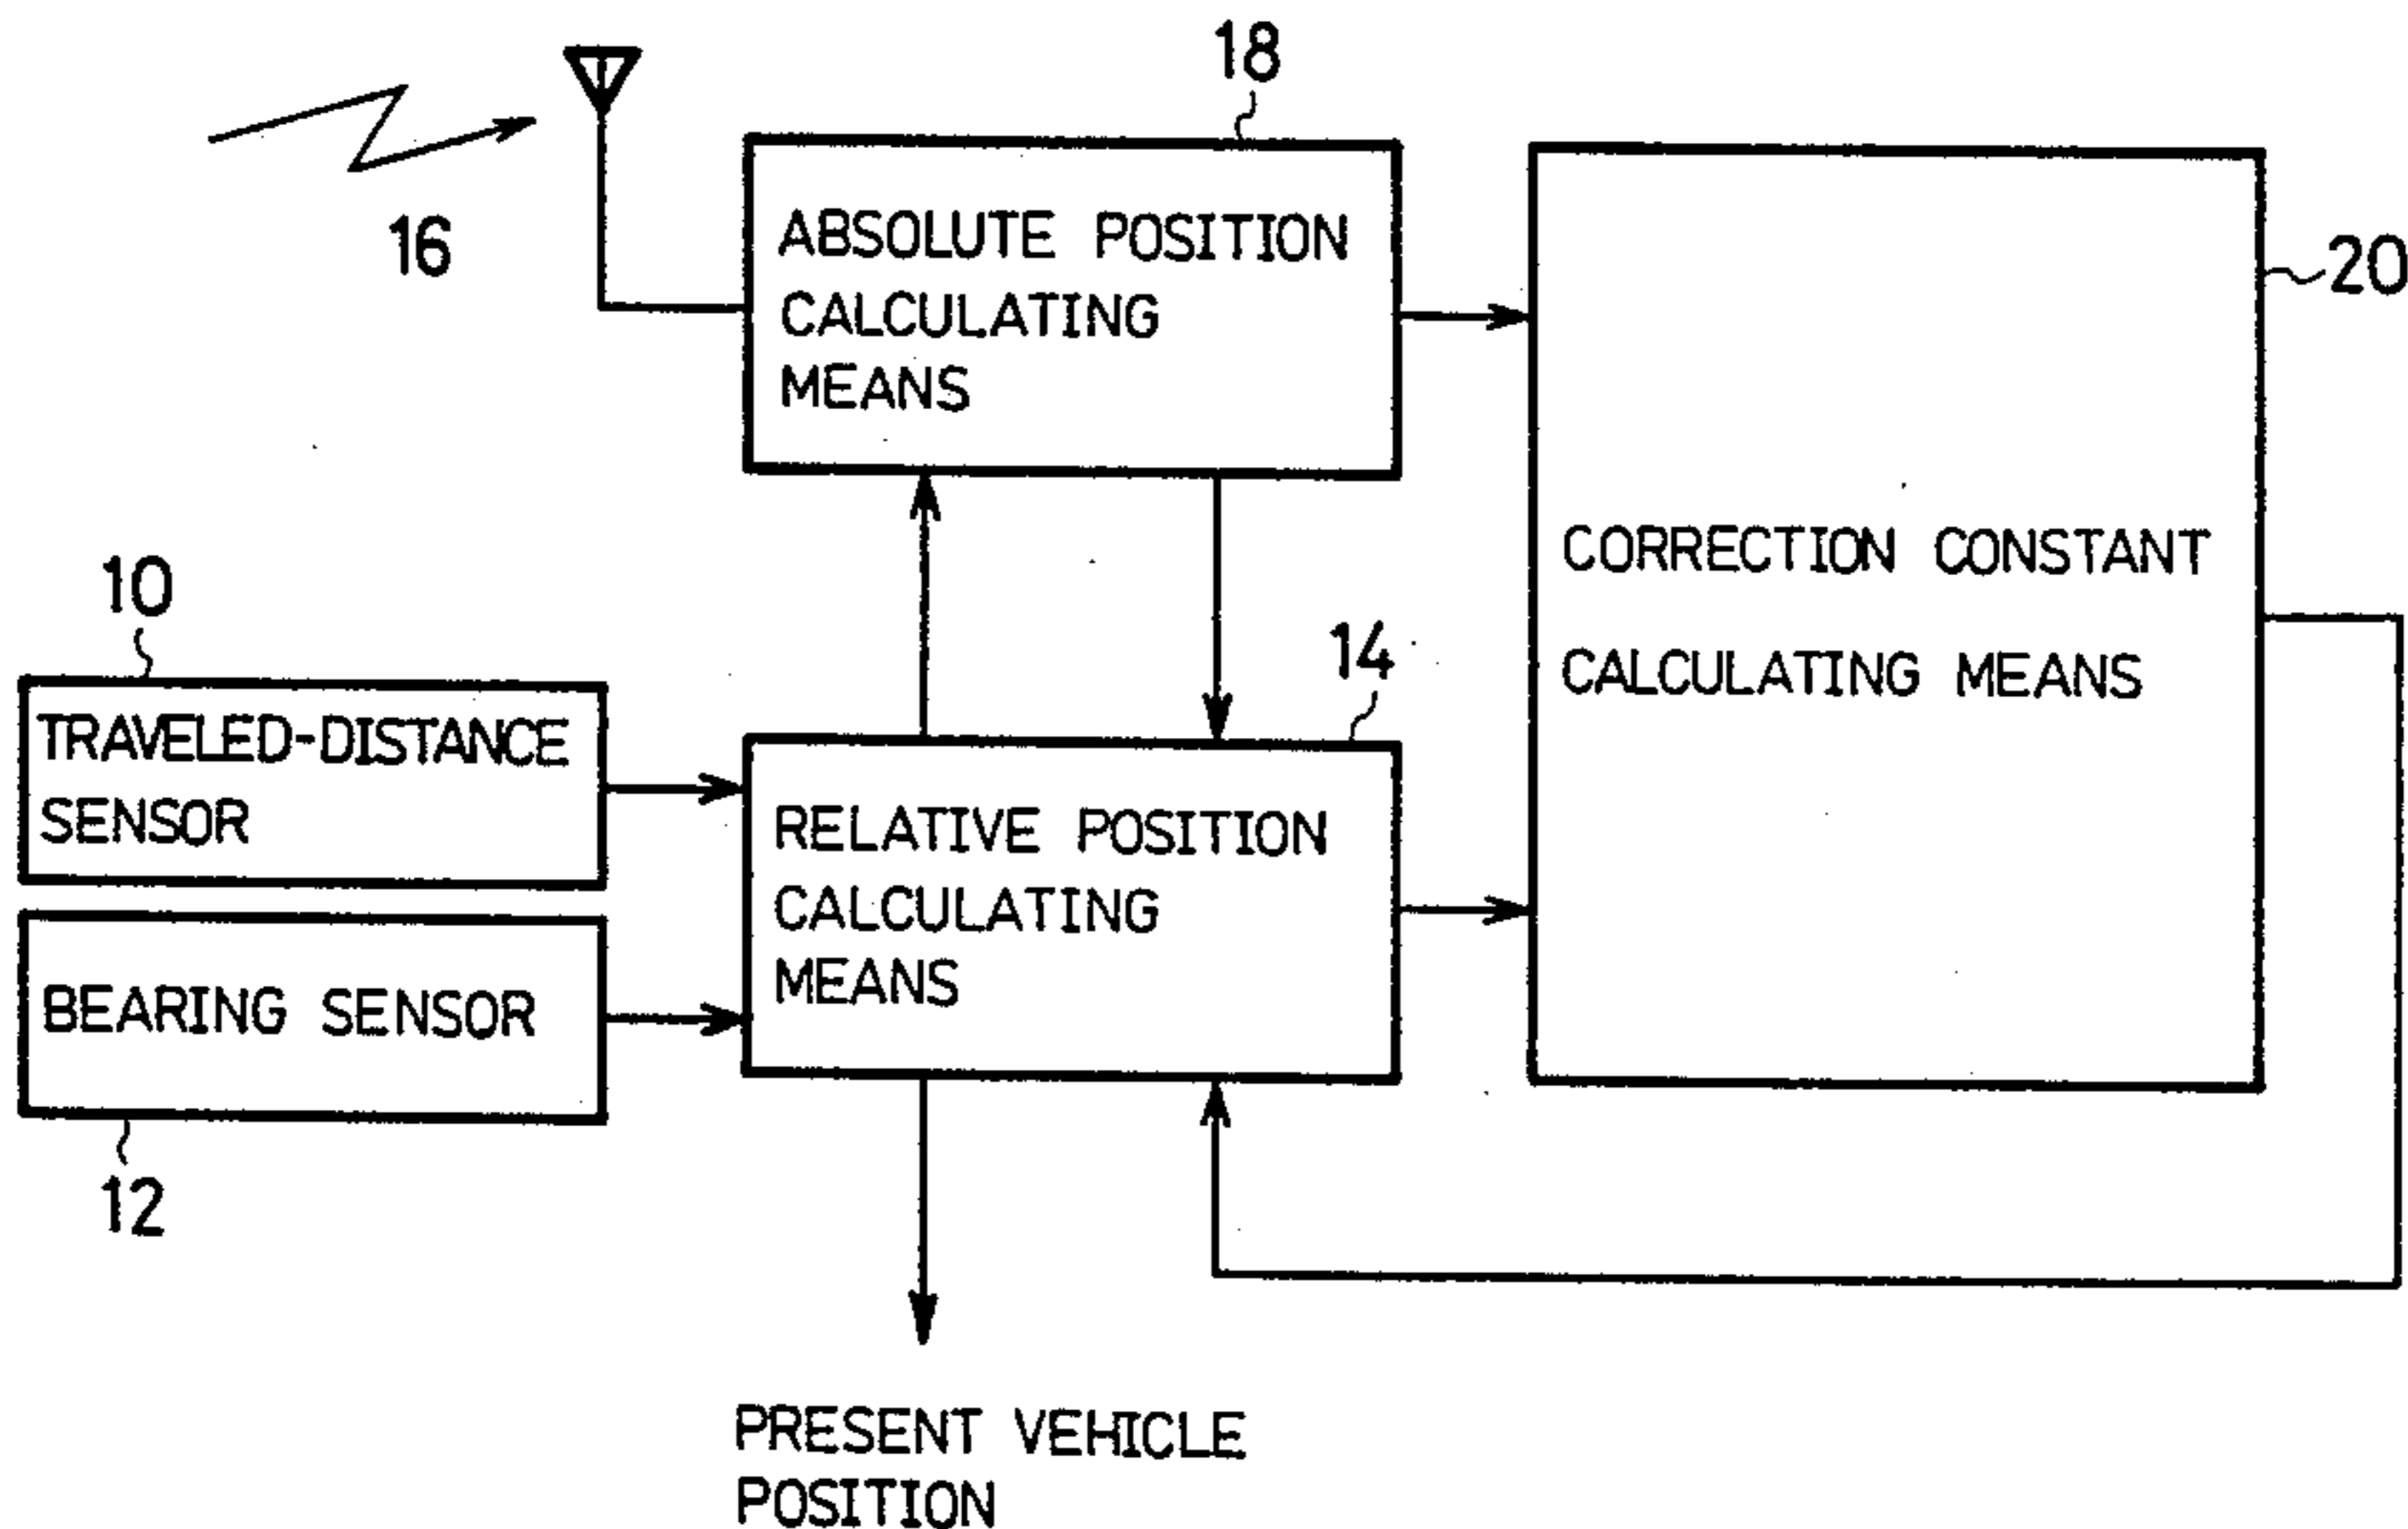 18
16
ABSOLUTE POSITION
CALCULATING
MEANS
20
CORRECTION CONSTANT
CALCULATING MEANS
10
TRAVELED-DISTANCE
SENSOR
14
RELATIVE POSITION
CALCULATING
MEANS
BEARING SENSOR
12
PRESENT VEHICLE
POSITION